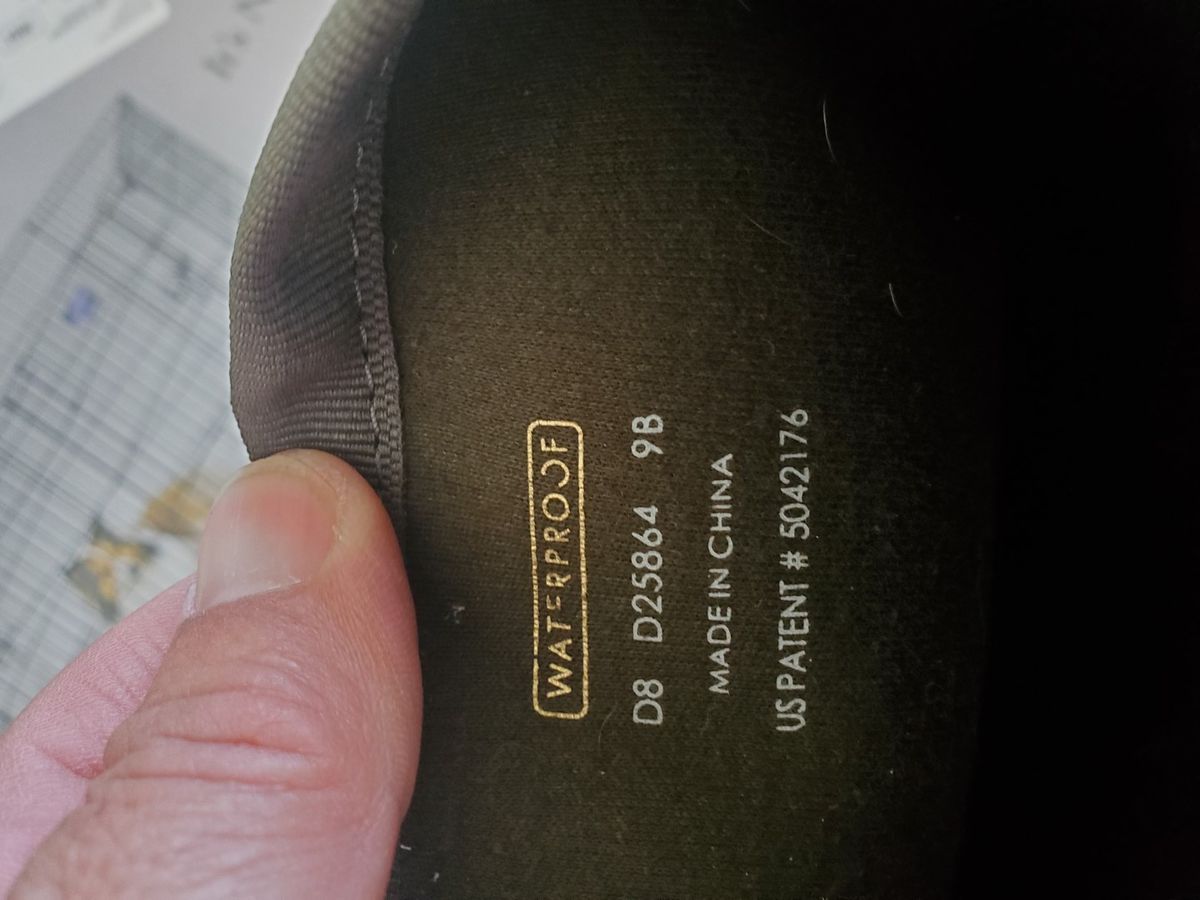 WATERPROOF
D8 D25864 9B
MADE IN CHINA
US PATENT # 5042176